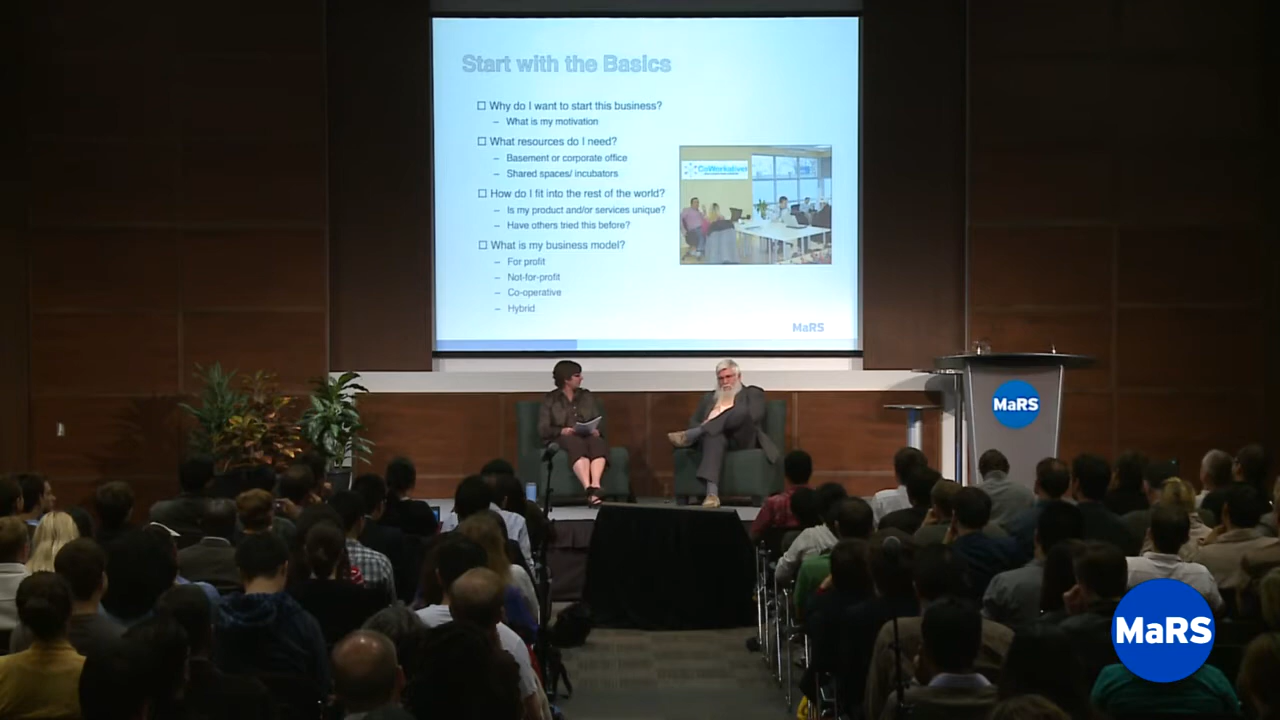 Start with the Basics
Why do I want to start this business?
– What is my motivation
What resources do I need?
– Basement or corporate office
– Shared spaces/ incubators
How do I fit into the rest of the world?
– Is my product and/or services unique?
– Have others tried this before?
What is my business model?
– For profit
– Not-for-profit
– Co-operative
– Hybrid
MaRS
MaRS
MaRS